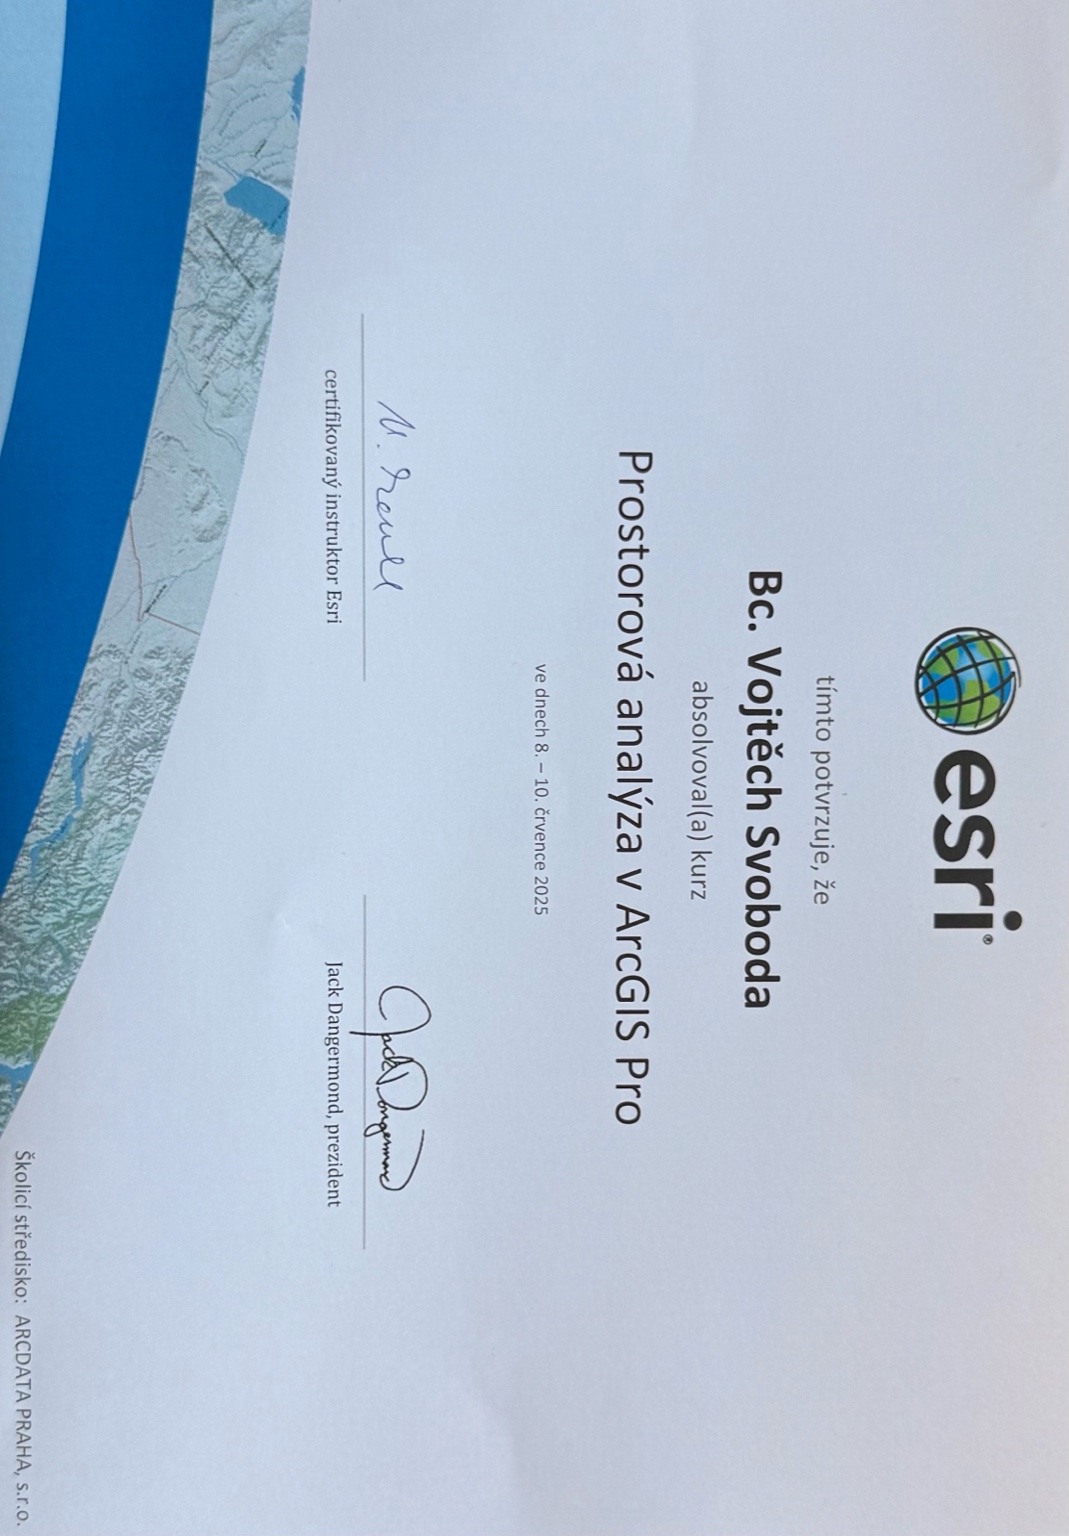 esri®
tímto potvrzuje, že
Bc. Vojtěch Svoboda
absolvoval(a) kurz
Prostorová analýza v ArcGIS Pro
ve dnech 8. – 10. července 2025
Jack Dangermond
certifikovaný instruktor Esri
Jack Dangermond, prezident
Školicí středisko: ARCDATA PRAHA, s.r.o.